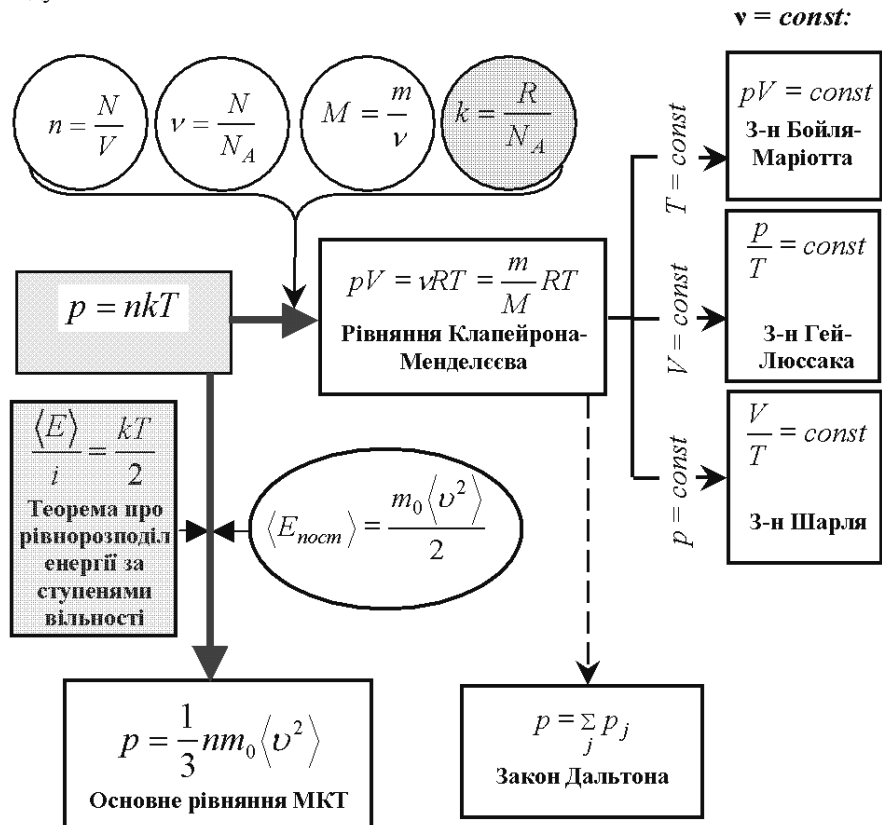 ν = const:
n = N/V
ν = N/N_A
M = m/ν
k = R/N_A
T = const
pV = const
З-н Бойля-
Маріотта
p = nkT
pV = νRT = m/M RT
Рівняння Клапейрона-
Менделєєва
V = const
p/T = const
З-н Гей-
Люссака
p = const
V/T = const
З-н Шарля
⟨E⟩/i = kT/2
Теорема про
рівнорозподіл
енергії за
ступенями
вільності
⟨E_пост⟩ = m₀⟨υ²⟩/2
p = 1/3 nm₀⟨υ²⟩
Основне рівняння МКТ
p = Σ_j p_j
Закон Дальтона